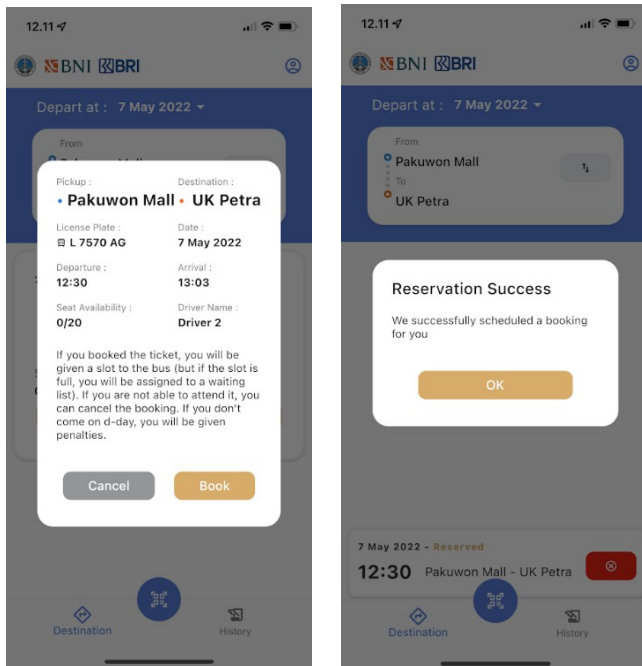 12.11
BNI BRI
Depart at : 7 May 2022
From
Pickup :
Destination :
• Pakuwon Mall
• UK Petra
License Plate :
Date :
L 7570 AG
7 May 2022
Departure :
Arrival :
12:30
13:03
Seat Availability :
Driver Name :
0/20
Driver 2
If you booked the ticket, you will be
given a slot to the bus (but if the slot is
full, you will be assigned to a waiting
list). If you are not able to attend it, you
can cancel the booking. If you don't
come on d-day, you will be given
penalties.
Cancel
Book
Destination
History
12.11
BNI BRI
Depart at : 7 May 2022
From
Pakuwon Mall
To
UK Petra
Reservation Success
We successfully scheduled a booking
for you
OK
7 May 2022 - Reserved
12:30 Pakuwon Mall - UK Petra
Destination
History